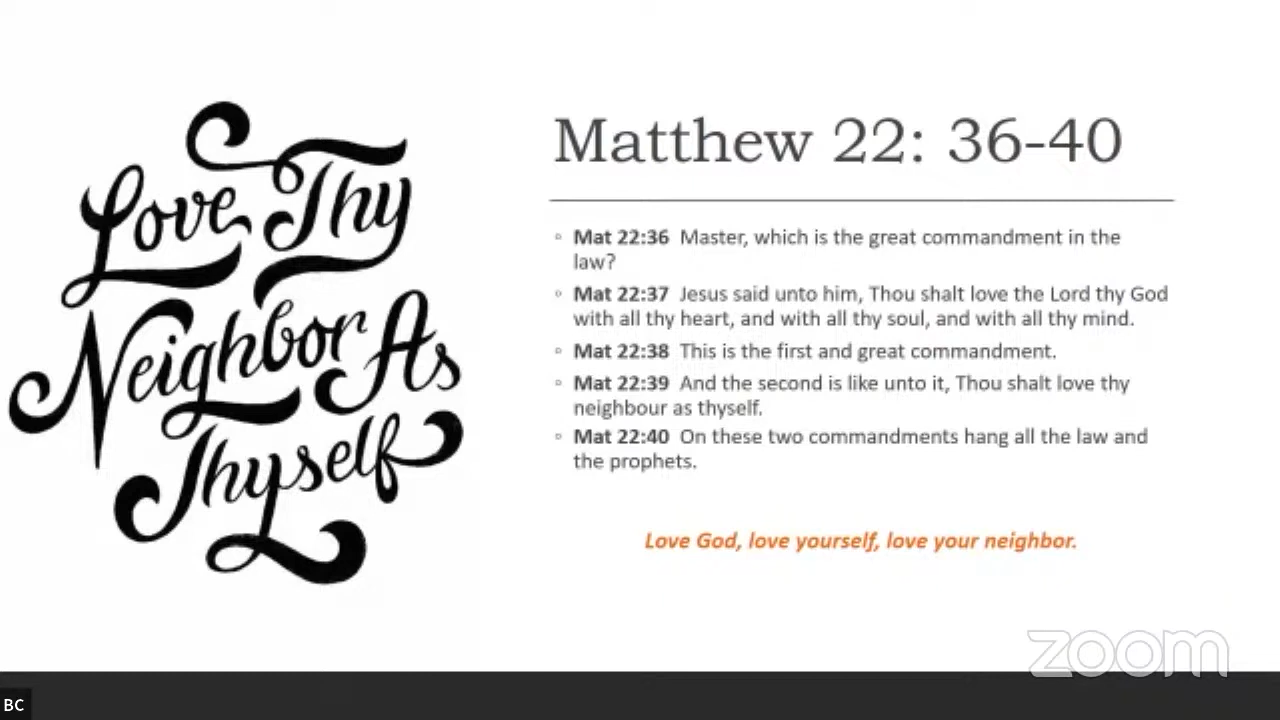 Love Thy
Neighbor As
Thyself
Matthew 22: 36-40
◦ Mat 22:36 Master, which is the great commandment in the
law?
◦ Mat 22:37 Jesus said unto him, Thou shalt love the Lord thy God
with all thy heart, and with all thy soul, and with all thy mind.
◦ Mat 22:38 This is the first and great commandment.
◦ Mat 22:39 And the second is like unto it, Thou shalt love thy
neighbour as thyself.
◦ Mat 22:40 On these two commandments hang all the law and
the prophets.
Love God, love yourself, love your neighbor.
zoom
BC